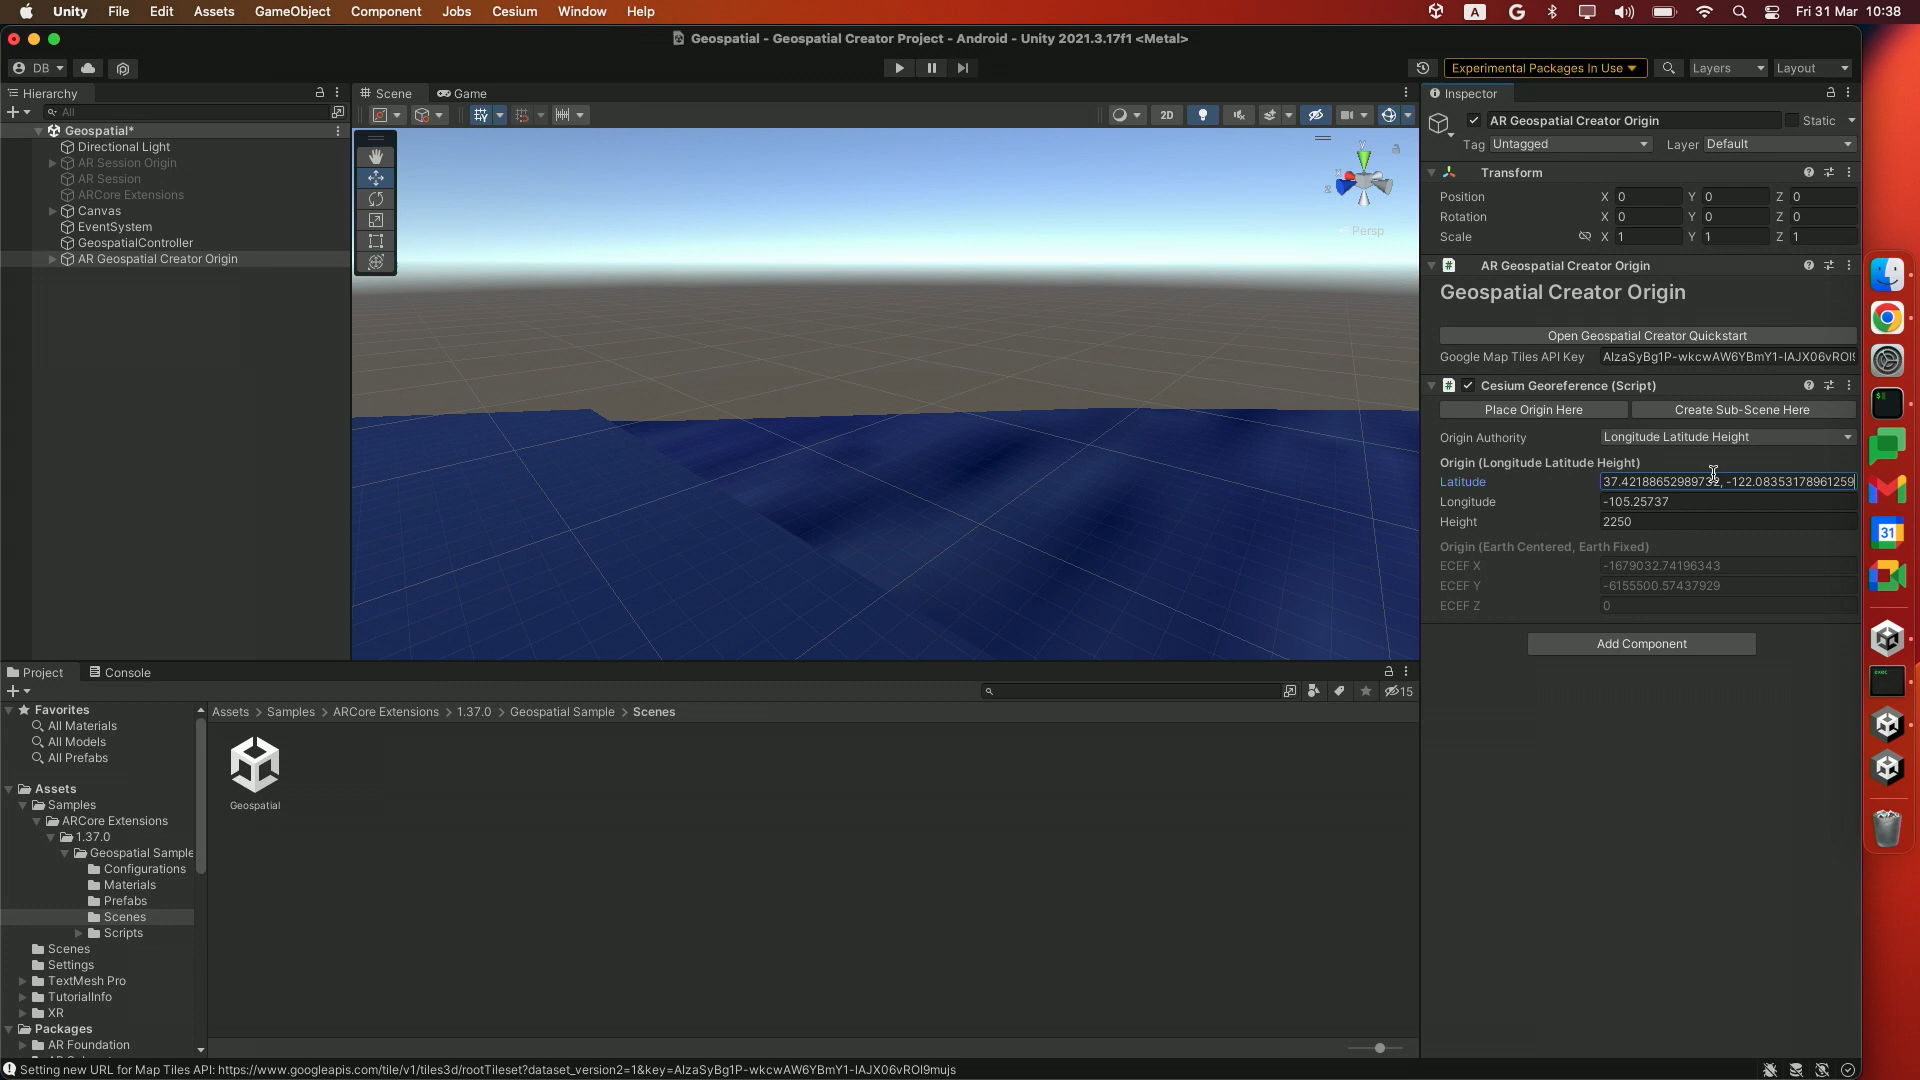 Unity File Edit Assets GameObject Component Jobs Cesium Window Help
A Fri 31 Mar 10:38
Geospatial - Geospatial Creator Project - Android - Unity 2021.3.17f1 <Metal>
DB Experimental Packages In Use Layers Layout
Hierarchy
All
Geospatial*
Directional Light
AR Session Origin
AR Session
ARCore Extensions
Canvas
EventSystem
GeospatialController
AR Geospatial Creator Origin
Scene Game
2D
Y
X
Z
Persp
Inspector
AR Geospatial Creator Origin Static
Tag Untagged Layer Default
Transform
Position X 0 Y 0 Z 0
Rotation X 0 Y 0 Z 0
Scale X 1 Y 1 Z 1
# AR Geospatial Creator Origin
Geospatial Creator Origin
Open Geospatial Creator Quickstart
Google Map Tiles API Key AIzaSyBg1P-wkcwAW6YBmY1-IAJX06vROI9
# Cesium Georeference (Script)
Place Origin Here Create Sub-Scene Here
Origin Authority Longitude Latitude Height
Origin (Longitude Latitude Height)
Latitude 37.42188652989732, -122.08353178961259
Longitude -105.25737
Height 2250
Origin (Earth Centered, Earth Fixed)
ECEF X -1679032.74196343
ECEF Y -6155500.57437929
ECEF Z 0
Add Component
31
exec
Project Console
15
Favorites
All Materials
All Models
All Prefabs
Assets
Samples
ARCore Extensions
1.37.0
Geospatial Sample
Configurations
Materials
Prefabs
Scenes
Scripts
Scenes
Settings
TextMesh Pro
TutorialInfo
XR
Packages
AR Foundation
Assets > Samples > ARCore Extensions > 1.37.0 > Geospatial Sample > Scenes
Geospatial
Setting new URL for Map Tiles API: https://www.googleapis.com/tile/v1/tiles3d/rootTileset?dataset_version2=1&key=AIzaSyBg1P-wkcwAW6YBmY1-IAJX06vROI9mujs